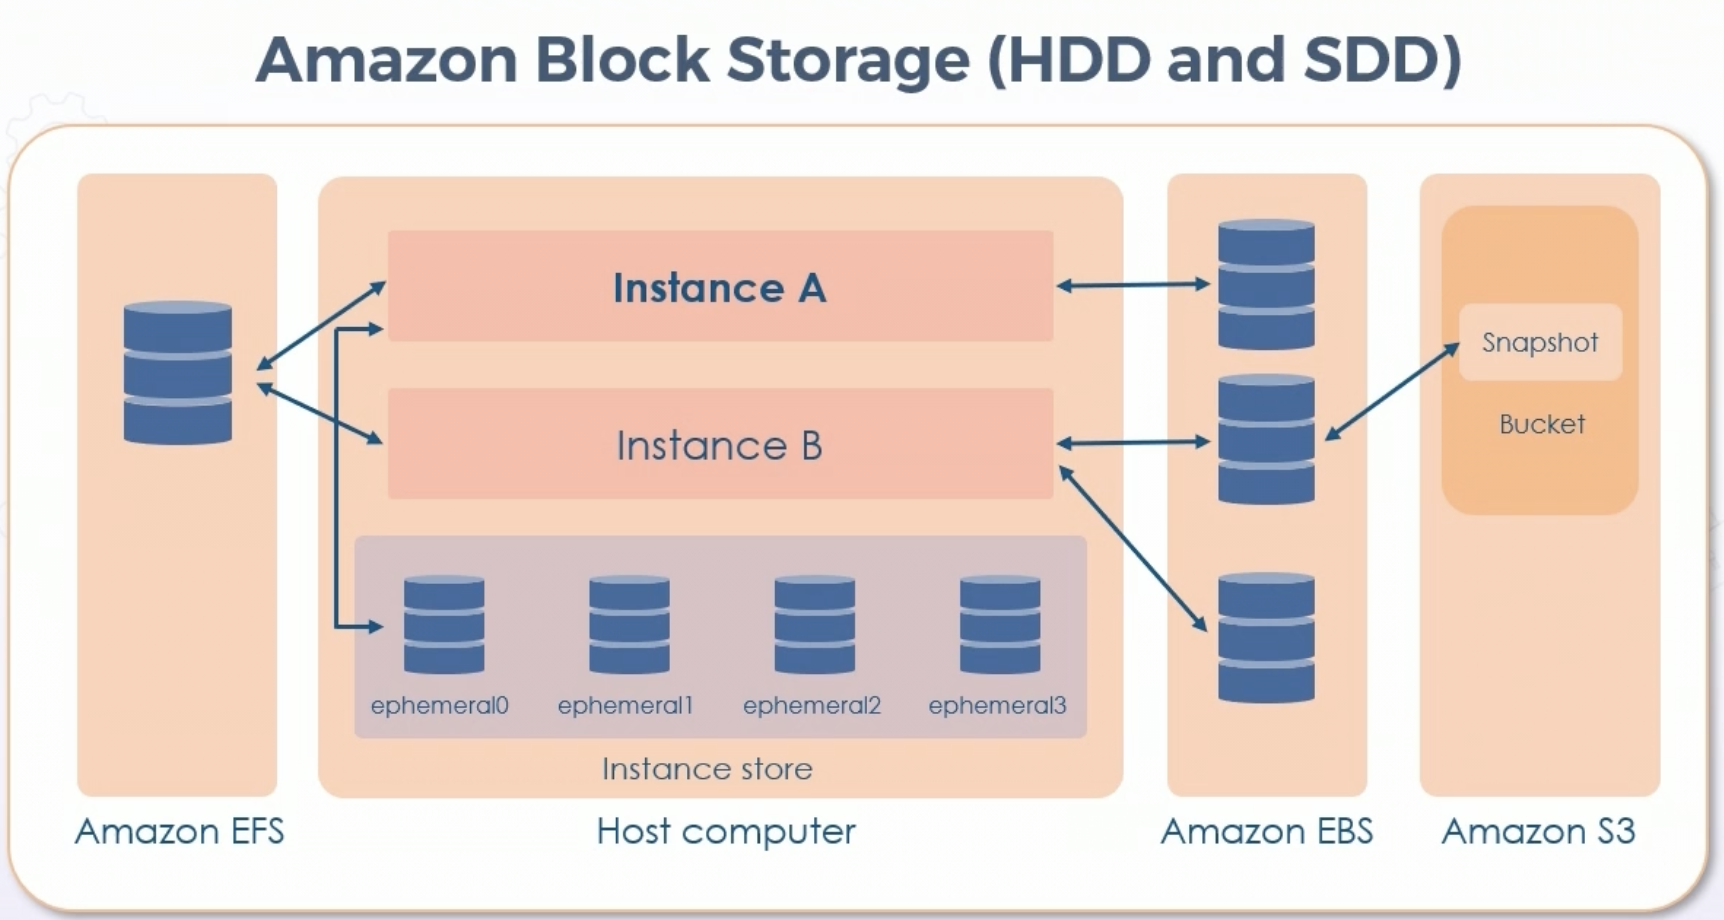 Amazon Block Storage (HDD and SDD)
Instance A
Instance B
ephemeral0 ephemeral1 ephemeral2 ephemeral3
Instance store
Snapshot
Bucket
Amazon EFS Host computer Amazon EBS Amazon S3